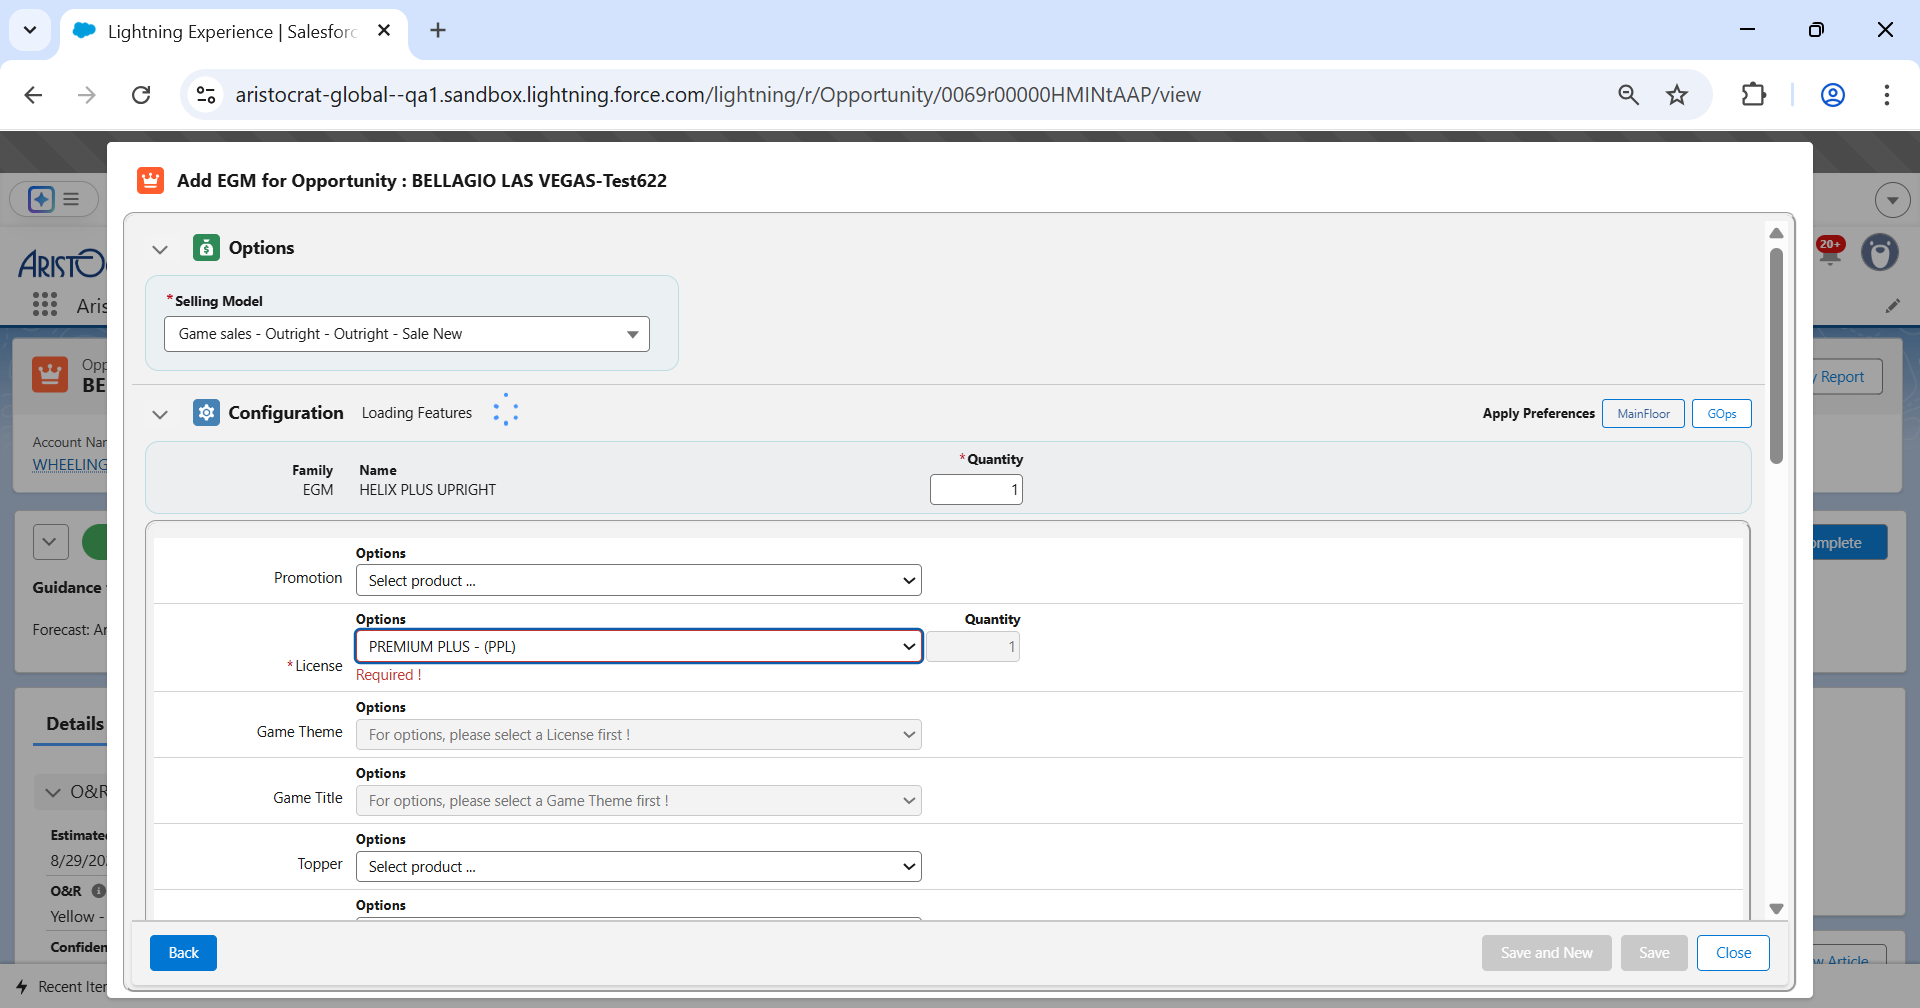 Lightning Experience | Salesforc
aristocrat-global--qa1.sandbox.lightning.force.com/lightning/r/Opportunity/0069r00000HMINtAAP/view
Add EGM for Opportunity : BELLAGIO LAS VEGAS-Test622
Options
*Selling Model
Game sales - Outright - Outright - Sale New
Configuration Loading Features
Apply Preferences MainFloor GOps
Family Name *Quantity
EGM HELIX PLUS UPRIGHT 1
Options
Promotion Select product ...
Options Quantity
PREMIUM PLUS - (PPL) 1
*License
Required !
Options
Game Theme For options, please select a License first !
Options
Game Title For options, please select a Game Theme first !
Options
Topper Select product ...
Options
Back Save and New Save Close
ARISTO
Aris
20+
Opp
BE
y Report
Account Nar
WHEELING
omplete
Guidance
Forecast: Ar
Details
O&R
Estimate
8/29/20
O&R
Yellow -
Confiden
w Article
Recent Iter